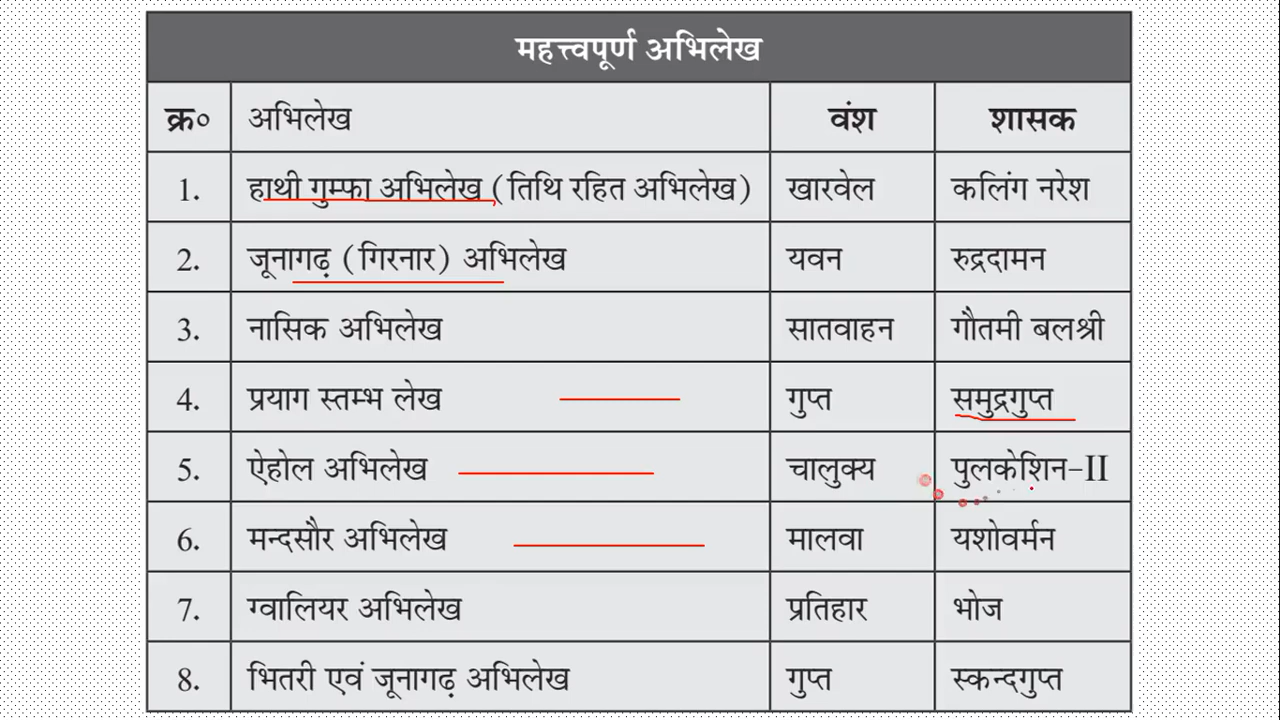 महत्त्वपूर्ण अभिलेख
क्र० अभिलेख वंश शासक
1. हाथी गुम्फा अभिलेख (तिथि रहित अभिलेख) खारवेल कलिंग नरेश
2. जूनागढ़ (गिरनार) अभिलेख यवन रुद्रदामन
3. नासिक अभिलेख सातवाहन गौतमी बलश्री
4. प्रयाग स्तम्भ लेख गुप्त समुद्रगुप्त
5. ऐहोल अभिलेख चालुक्य पुलकेशिन-II
6. मन्दसौर अभिलेख मालवा यशोवर्मन
7. ग्वालियर अभिलेख प्रतिहार भोज
8. भितरी एवं जूनागढ़ अभिलेख गुप्त स्कन्दगुप्त